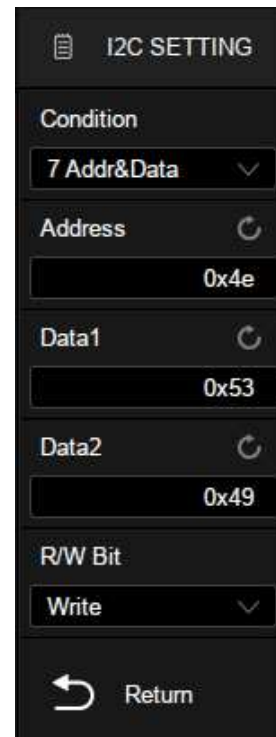 I2C SETTING
Condition
7 Addr&Data
Address
0x4e
Data1
0x53
Data2
0x49
R/W Bit
Write
Return